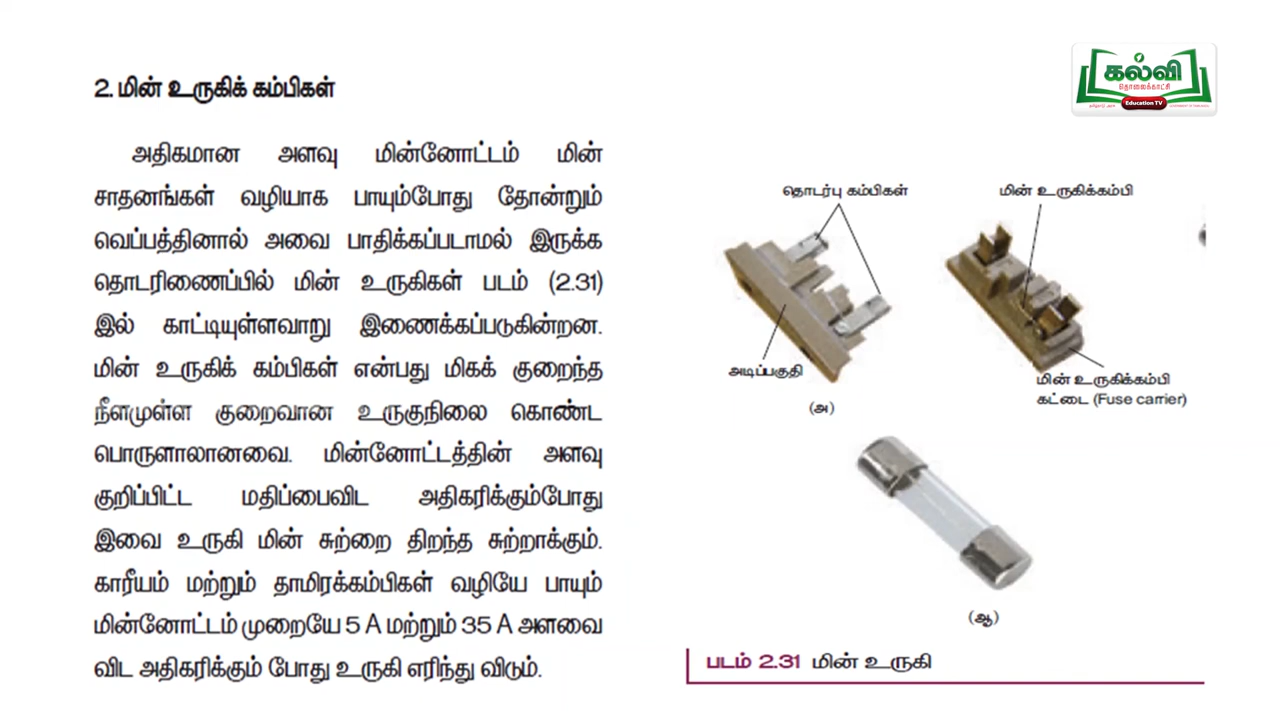 கல்வி
தொலைக்காட்சி
Education TV
2. மின் உருகிக் கம்பிகள்
அதிகமான அளவு மின்னோட்டம் மின்
சாதனங்கள் வழியாக பாயும்போது தோன்றும்
வெப்பத்தினால் அவை பாதிக்கப்படாமல் இருக்க
தொடரிணைப்பில் மின் உருகிகள் படம் (2.31)
இல் காட்டியுள்ளவாறு இணைக்கப்படுகின்றன.
மின் உருகிக் கம்பிகள் என்பது மிகக் குறைந்த
நீளமுள்ள குறைவான உருகுநிலை கொண்ட
பொருளாலானவை. மின்னோட்டத்தின் அளவு
குறிப்பிட்ட மதிப்பைவிட அதிகரிக்கும்போது
இவை உருகி மின் சுற்றை திறந்த சுற்றாக்கும்.
காரீயம் மற்றும் தாமிரக்கம்பிகள் வழியே பாயும்
மின்னோட்டம் முறையே 5 A மற்றும் 35 A அளவை
விட அதிகரிக்கும் போது உருகி எரிந்து விடும்.
தொடர்பு கம்பிகள்
மின் உருகிக்கம்பி
அடிப்பகுதி
மின் உருகிக்கம்பி
கட்டை (Fuse carrier)
(அ)
(ஆ)
படம் 2.31 மின் உருகி